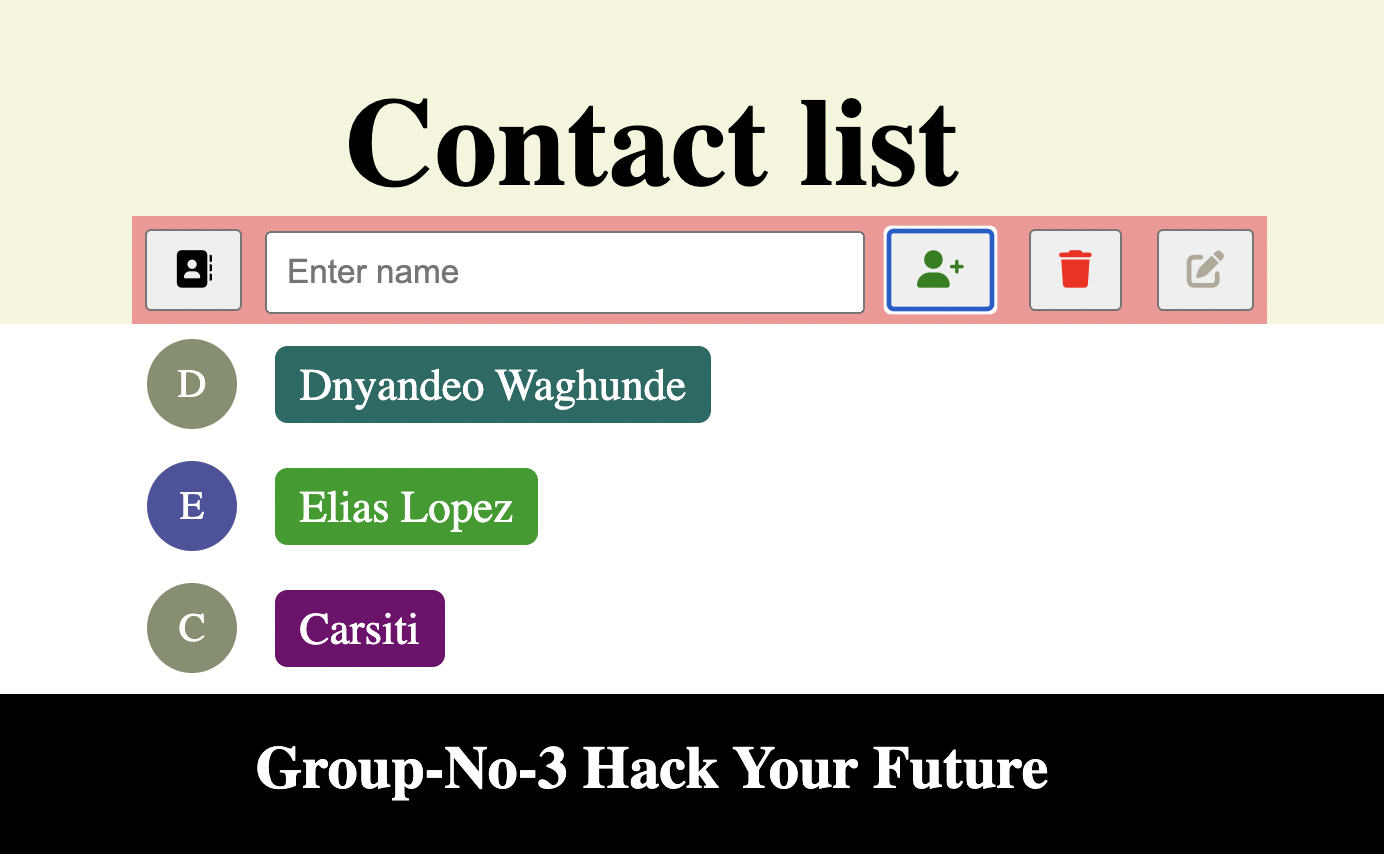 Contact list
Enter name
D Dnyandeo Waghunde
E Elias Lopez
C Carsiti
Group-No-3 Hack Your Future